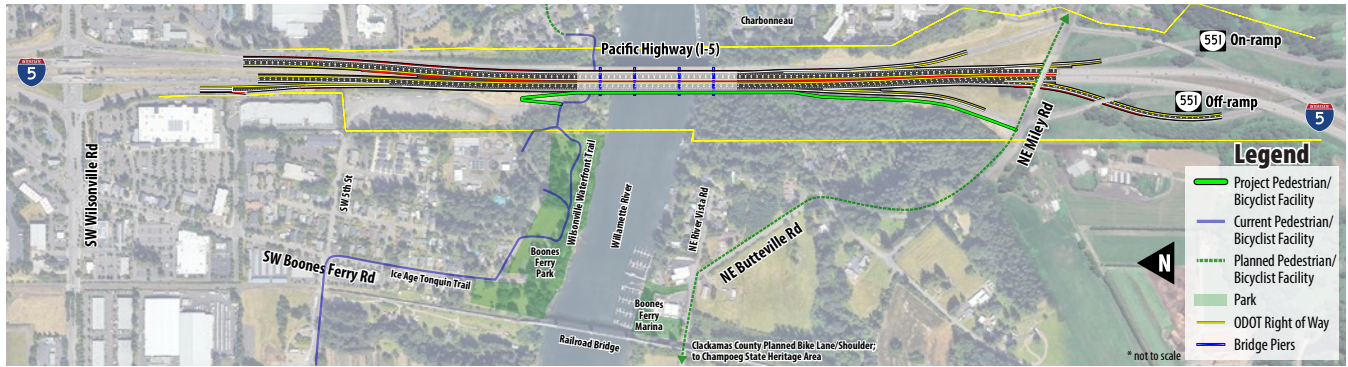 Charbonneau
Pacific Highway (I-5)
551 On-ramp
INTERSTATE
5
551 Off-ramp
INTERSTATE
5
SW Wilsonville Rd
SW 5th St
Wilsonville Waterfront Trail
Willamette River
NE River Vista Rd
NE Miley Rd
NE Butteville Rd
SW Boones Ferry Rd
Ice Age Tonquin Trail
Boones
Ferry
Park
Boones
Ferry
Marina
Railroad Bridge
Clackamas County Planned Bike Lane/Shoulder;
to Champoeg State Heritage Area
N
* not to scale
Legend
Project Pedestrian/
Bicyclist Facility
Current Pedestrian/
Bicyclist Facility
Planned Pedestrian/
Bicyclist Facility
Park
ODOT Right of Way
Bridge Piers